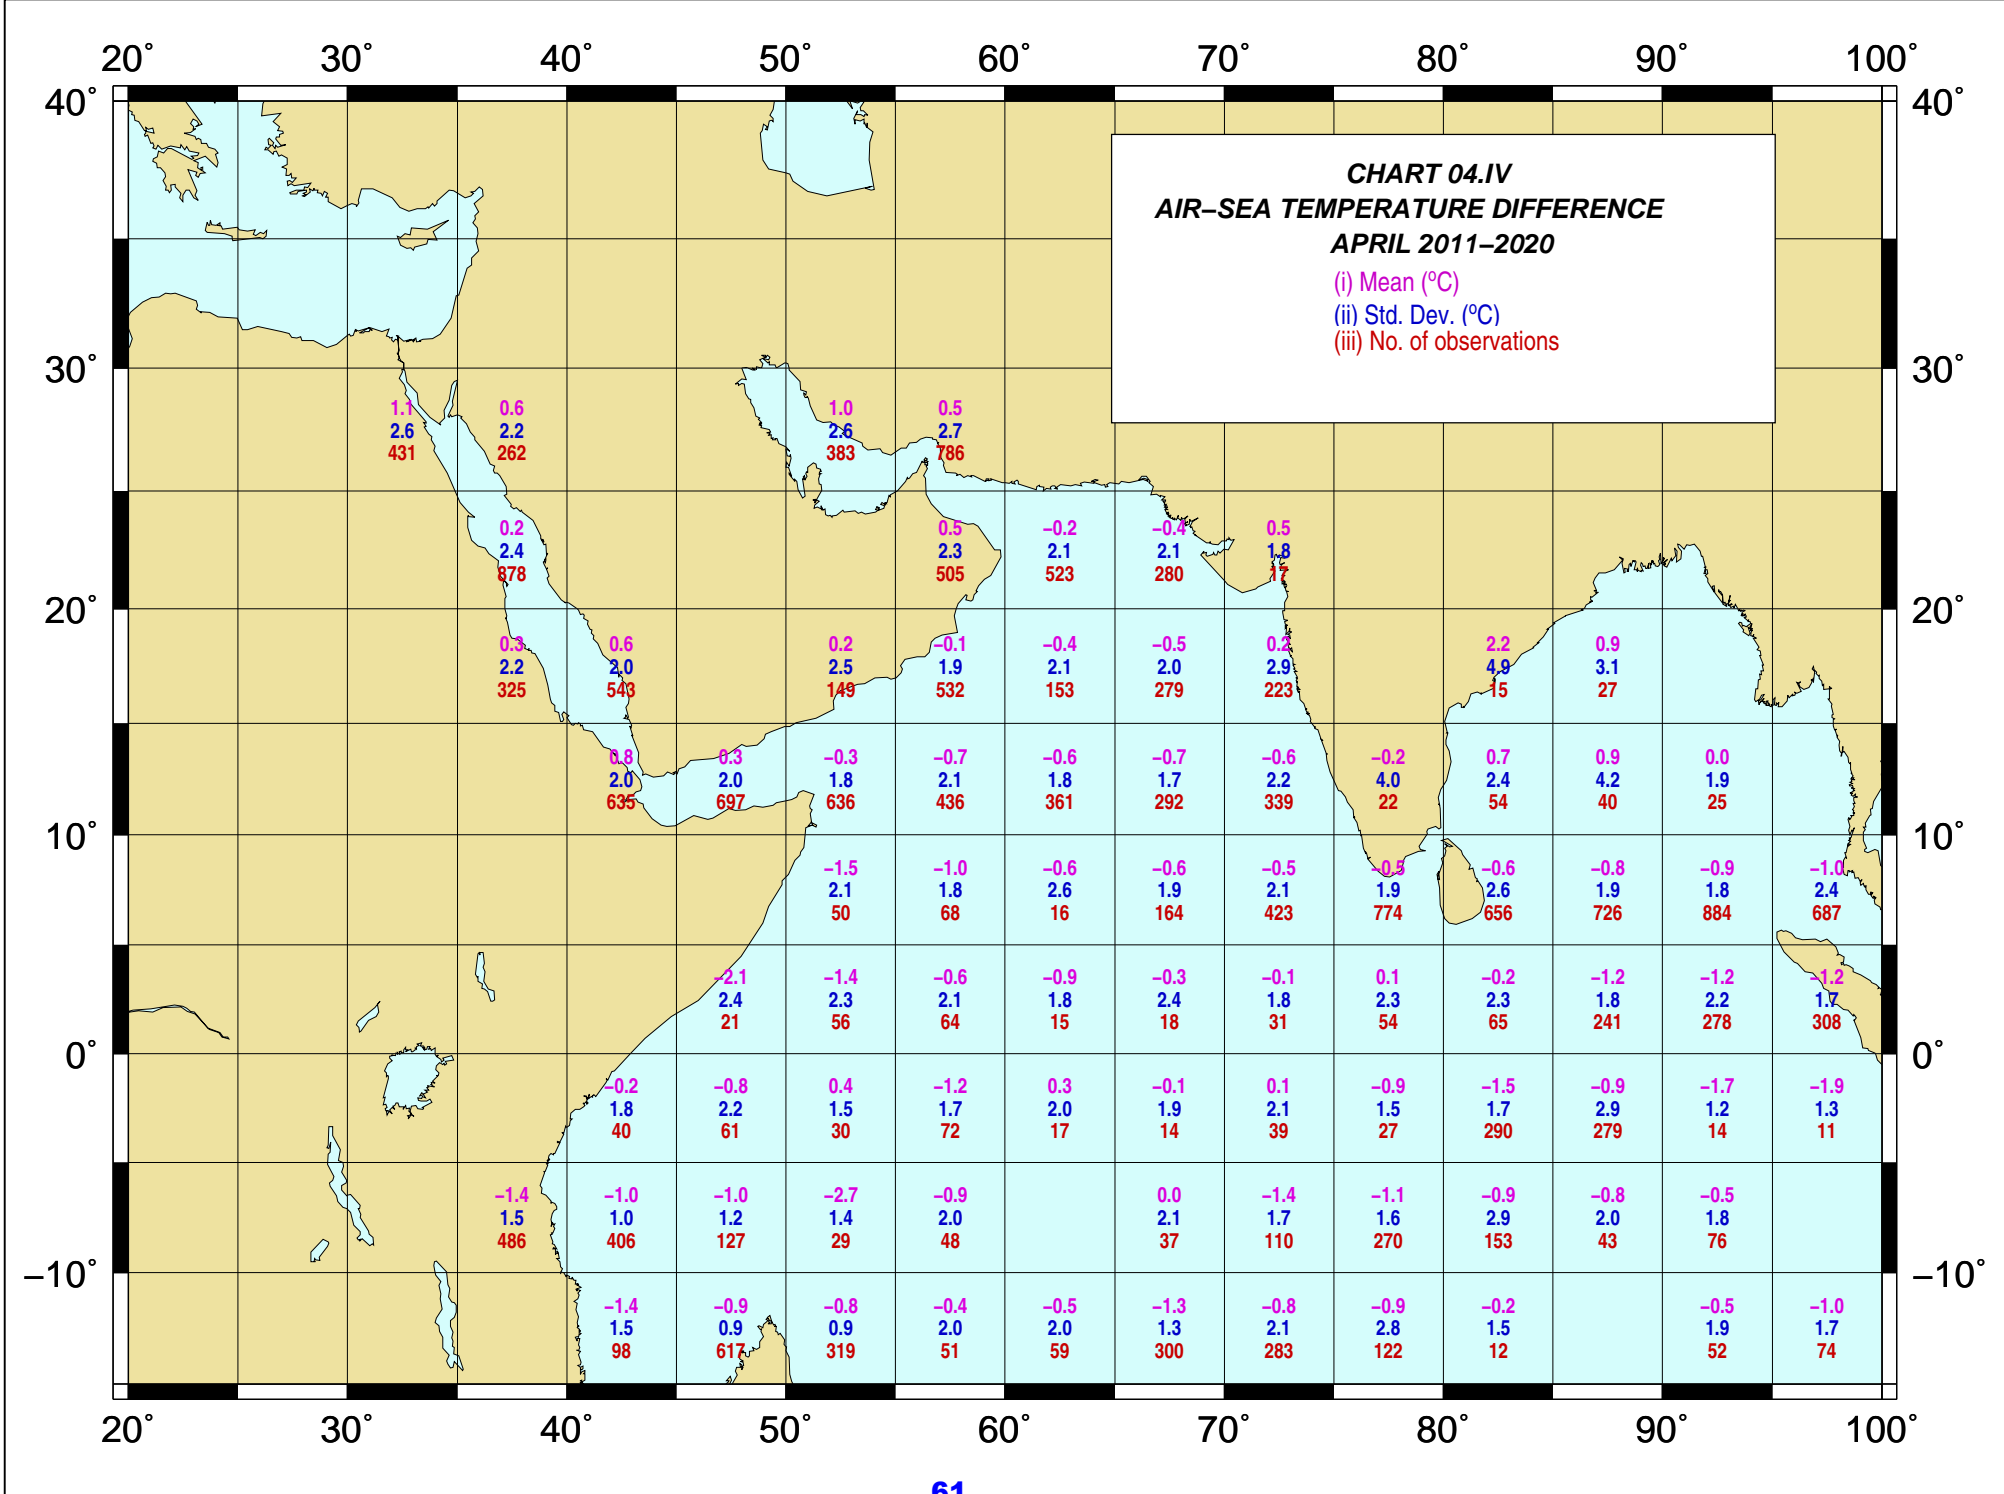 20° 30° 40° 50° 60° 70° 80° 90° 100°
40° 40°
CHART 04.IV
AIR–SEA TEMPERATURE DIFFERENCE
APRIL 2011–2020
(i) Mean (ºC)
(ii) Std. Dev. (ºC)
(iii) No. of observations
30° 30°
1.1 0.6 1.0 0.5
2.6 2.2 2.6 2.7
431 262 383 786
0.2 0.5 −0.2 −0.4 0.5
2.4 2.3 2.1 2.1 1.8
878 505 523 280 17
20° 20°
0.3 0.6 0.2 −0.1 −0.4 −0.5 0.2 2.2 0.9
2.2 2.0 2.5 1.9 2.1 2.0 2.9 4.9 3.1
325 543 149 532 153 279 223 15 27
0.8 0.3 −0.3 −0.7 −0.6 −0.7 −0.6 −0.2 0.7 0.9 0.0
2.0 2.0 1.8 2.1 1.8 1.7 2.2 4.0 2.4 4.2 1.9
635 697 636 436 361 292 339 22 54 40 25
10° 10°
−1.5 −1.0 −0.6 −0.6 −0.5 −0.5 −0.6 −0.8 −0.9 −1.0
2.1 1.8 2.6 1.9 2.1 1.9 2.6 1.9 1.8 2.4
50 68 16 164 423 774 656 726 884 687
−2.1 −1.4 −0.6 −0.9 −0.3 −0.1 0.1 −0.2 −1.2 −1.2 −1.2
2.4 2.3 2.1 1.8 2.4 1.8 2.3 2.3 1.8 2.2 1.7
21 56 64 15 18 31 54 65 241 278 308
0° 0°
−0.2 −0.8 0.4 −1.2 0.3 −0.1 0.1 −0.9 −1.5 −0.9 −1.7 −1.9
1.8 2.2 1.5 1.7 2.0 1.9 2.1 1.5 1.7 2.9 1.2 1.3
40 61 30 72 17 14 39 27 290 279 14 11
−1.4 −1.0 −1.0 −2.7 −0.9 0.0 −1.4 −1.1 −0.9 −0.8 −0.5
1.5 1.0 1.2 1.4 2.0 2.1 1.7 1.6 2.9 2.0 1.8
486 406 127 29 48 37 110 270 153 43 76
−10° −10°
−1.4 −0.9 −0.8 −0.4 −0.5 −1.3 −0.8 −0.9 −0.2 −0.5 −1.0
1.5 0.9 0.9 2.0 2.0 1.3 2.1 2.8 1.5 1.9 1.7
98 617 319 51 59 300 283 122 12 52 74
20° 30° 40° 50° 60° 70° 80° 90° 100°
61